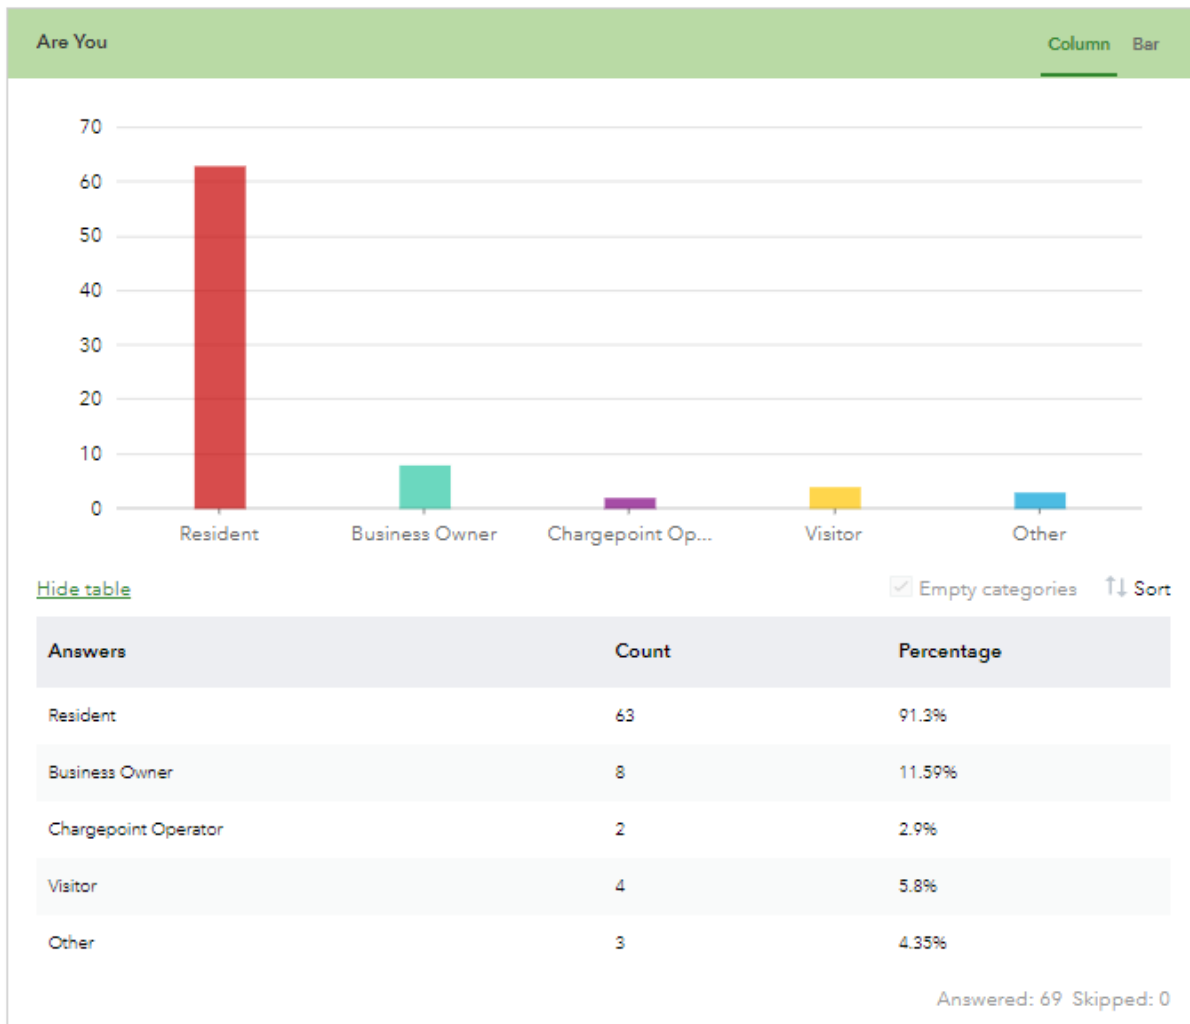 Are You Column Bar
70
60
50
40
30
20
10
0
Resident Business Owner Chargepoint Op... Visitor Other
Hide table Empty categories Sort
Answers Count Percentage
Resident 63 91.3%
Business Owner 8 11.59%
Chargepoint Operator 2 2.9%
Visitor 4 5.8%
Other 3 4.35%
Answered: 69 Skipped: 0